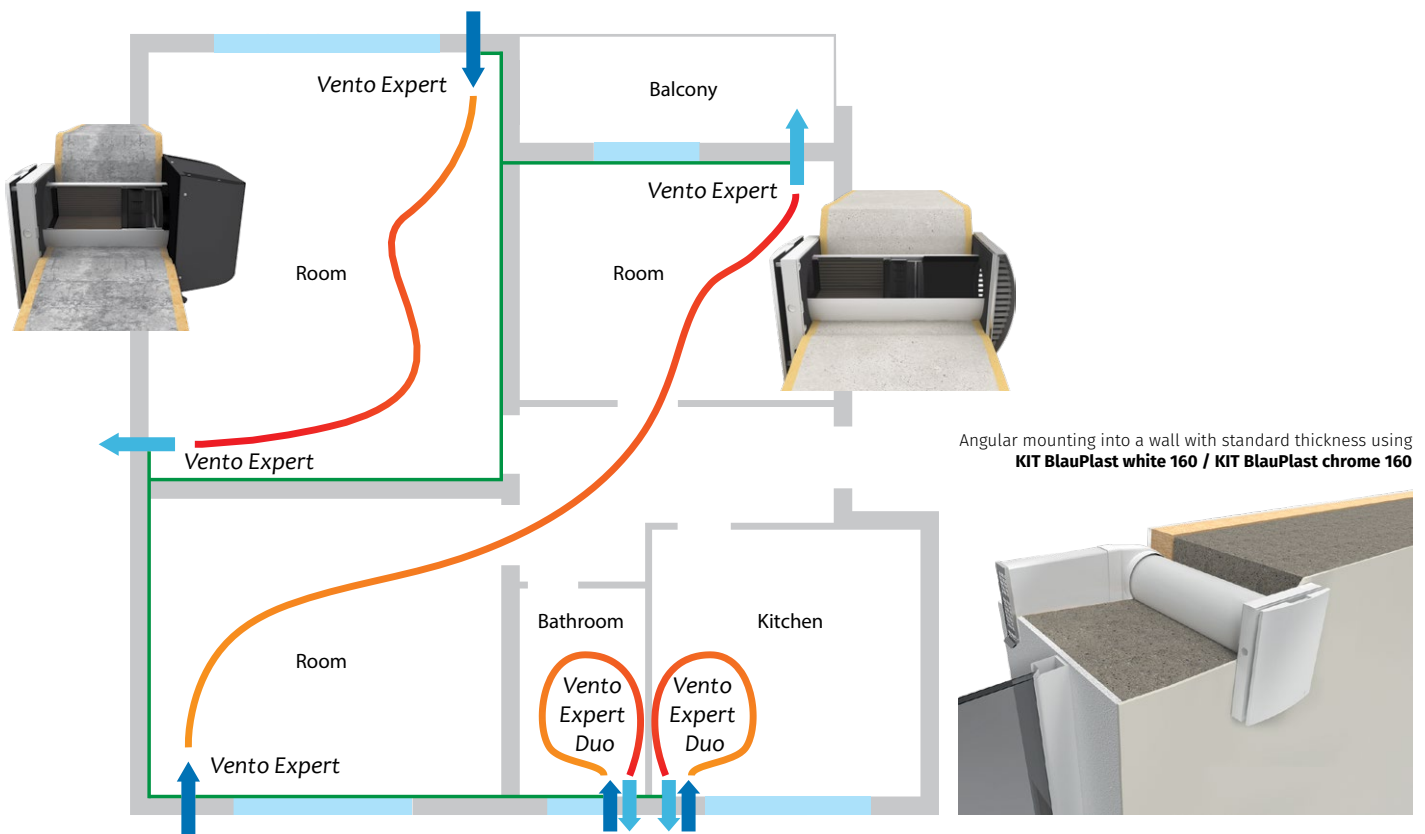 Vento Expert
Balcony
Vento Expert
Room
Room
Vento Expert
Angular mounting into a wall with standard thickness using
KIT BlauPlast white 160 / KIT BlauPlast chrome 160
Bathroom
Kitchen
Room
Vento
Expert
Duo
Vento
Expert
Duo
Vento Expert